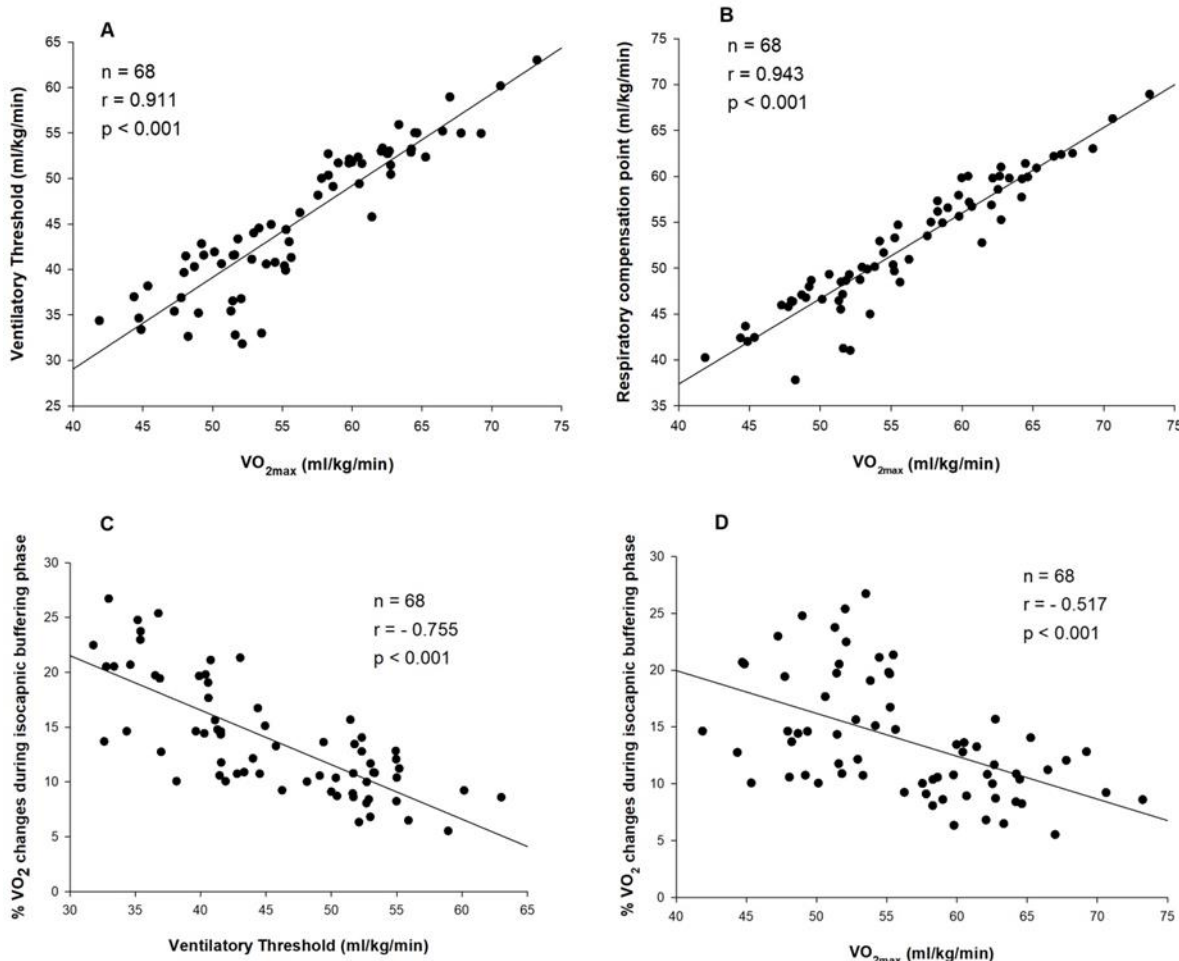 A
n = 68
r = 0.911
p < 0.001
65
60
55
50
45
40
35
30
25
40 45 50 55 60 65 70 75
Ventilatory Threshold (ml/kg/min)
VO2max (ml/kg/min)
B
n = 68
r = 0.943
p < 0.001
75
70
65
60
55
50
45
40
35
40 45 50 55 60 65 70 75
Respiratory compensation point (ml/kg/min)
VO2max (ml/kg/min)
C
n = 68
r = - 0.755
p < 0.001
30
25
20
15
10
5
0
30 35 40 45 50 55 60 65
% VO2 changes during isocapnic buffering phase
Ventilatory Threshold (ml/kg/min)
D
n = 68
r = - 0.517
p < 0.001
30
25
20
15
10
5
0
40 45 50 55 60 65 70 75
% VO2 changes during isocapnic buffering phase
VO2max (ml/kg/min)